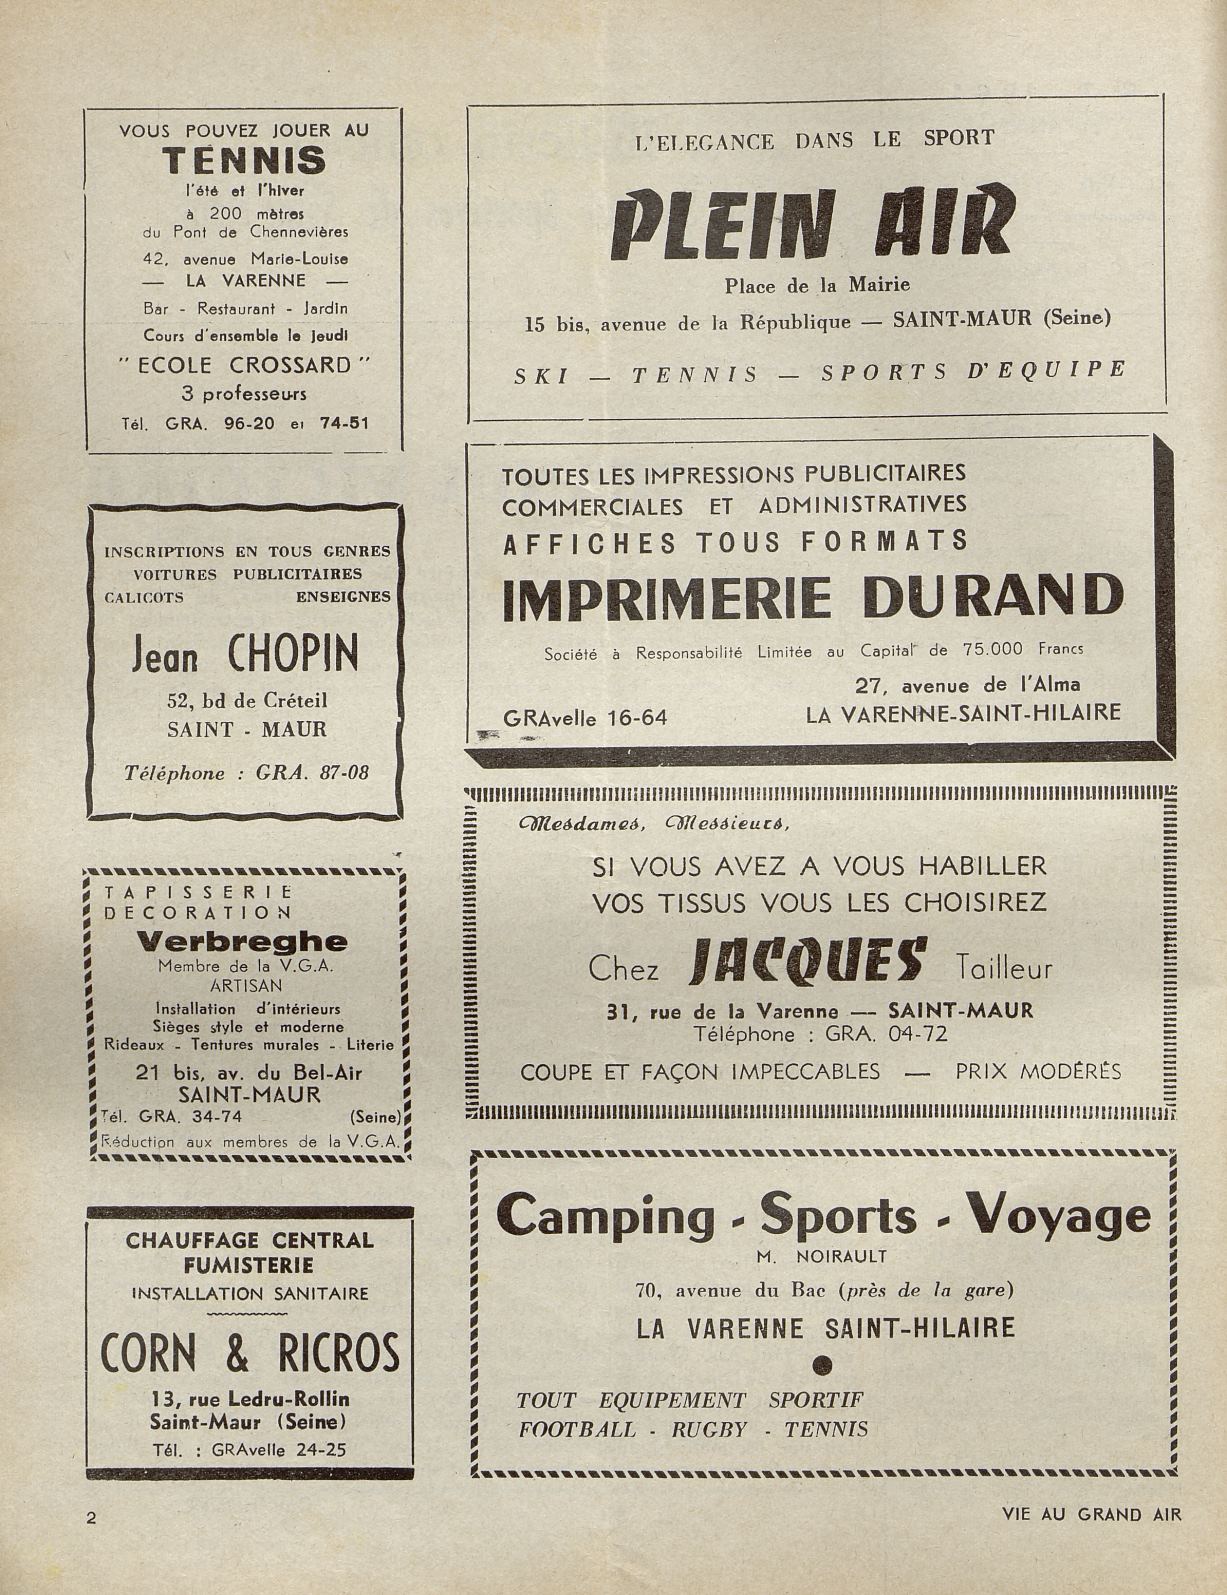 VOUS POUVEZ JOUER AU
TENNIS
l'été et l'hiver
à 200 mètres
du Pont de Chennevières
42, avenue Marie-Louise
— LA VARENNE —
Bar - Restaurant - Jardin
Cours d'ensemble le jeudi
" ECOLE CROSSARD "
3 professeurs
Tél. GRA. 96-20 et 74-51
INSCRIPTIONS EN TOUS GENRES
VOITURES PUBLICITAIRES
CALICOTS ENSEIGNES
Jean CHOPIN
52, bd de Créteil
SAINT - MAUR
Téléphone : GRA. 87-08
TAPISSERIE
DECORATION
Verbreghe
Membre de la V.G.A.
ARTISAN
Installation d'intérieurs
Sièges style et moderne
Rideaux - Tentures murales - Literie
21 bis, av. du Bel-Air
SAINT-MAUR
Tél. GRA. 34-74 (Seine)
Réduction aux membres de la V.G.A.
CHAUFFAGE CENTRAL
FUMISTERIE
INSTALLATION SANITAIRE
CORN & RICROS
13, rue Ledru-Rollin
Saint-Maur (Seine)
Tél. : GRAvelle 24-25
L'ELEGANCE DANS LE SPORT
PLEIN AIR
Place de la Mairie
15 bis, avenue de la République — SAINT-MAUR (Seine)
SKI — TENNIS — SPORTS D'EQUIPE
TOUTES LES IMPRESSIONS PUBLICITAIRES
COMMERCIALES ET ADMINISTRATIVES
AFFICHES TOUS FORMATS
IMPRIMERIE DURAND
Société à Responsabilité Limitée au Capital de 75.000 Francs
27, avenue de l'Alma
GRAvelle 16-64 LA VARENNE-SAINT-HILAIRE
Mesdames, Messieurs,
SI VOUS AVEZ A VOUS HABILLER
VOS TISSUS VOUS LES CHOISIREZ
Chez JACQUES Tailleur
31, rue de la Varenne — SAINT-MAUR
Téléphone : GRA. 04-72
COUPE ET FAÇON IMPECCABLES — PRIX MODÉRÉS
Camping - Sports - Voyage
M. NOIRAULT
70, avenue du Bac (près de la gare)
LA VARENNE SAINT-HILAIRE
TOUT EQUIPEMENT SPORTIF
FOOTBALL - RUGBY - TENNIS
2 VIE AU GRAND AIR